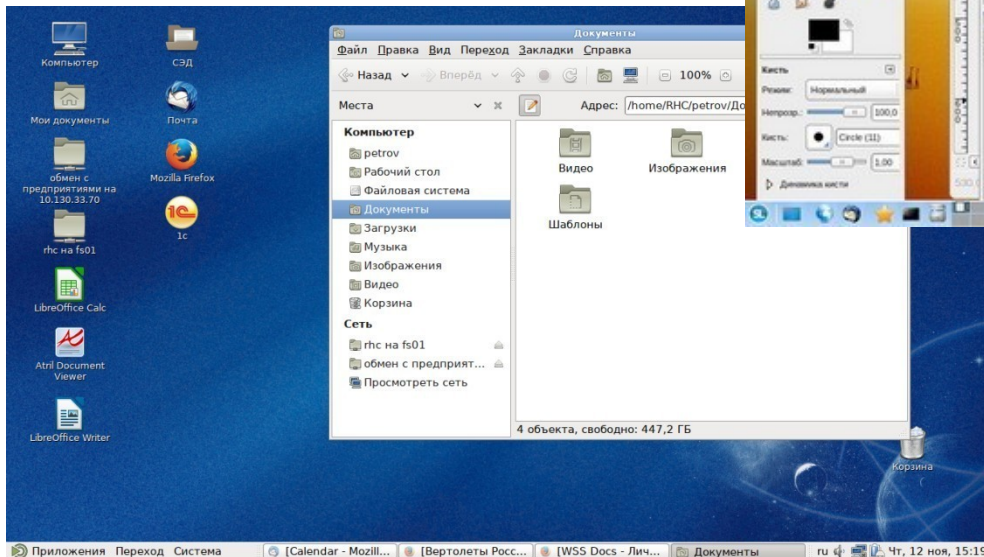 Компьютер
СЭД
Мои документы
Почта
обмен с
предприятиями на
10.130.33.70
Mozilla Firefox
rhc на fs01
1c
LibreOffice Calc
Atril Document
Viewer
LibreOffice Writer
Документы
Файл Правка Вид Переход Закладки Справка
Назад Вперёд 100%
Места Адрес: /home/RHC/petrov/До
Компьютер
petrov
Рабочий стол
Файловая система
Документы
Загрузки
Музыка
Изображения
Видео
Корзина
Сеть
rhc на fs01
обмен с предприят...
Просмотреть сеть
Видео
Изображения
Шаблоны
4 объекта, свободно: 447,2 ГБ
Кисть
Режим: Нормальный
Непрозр.: 100,0
Кисть: Circle (11)
Масштаб: 1,00
Динамика кисти
Корзина
Приложения Переход Система [Calendar - Mozill... [Вертолеты Росс... [WSS Docs - Лич... Документы ru Чт, 12 ноя, 15:19